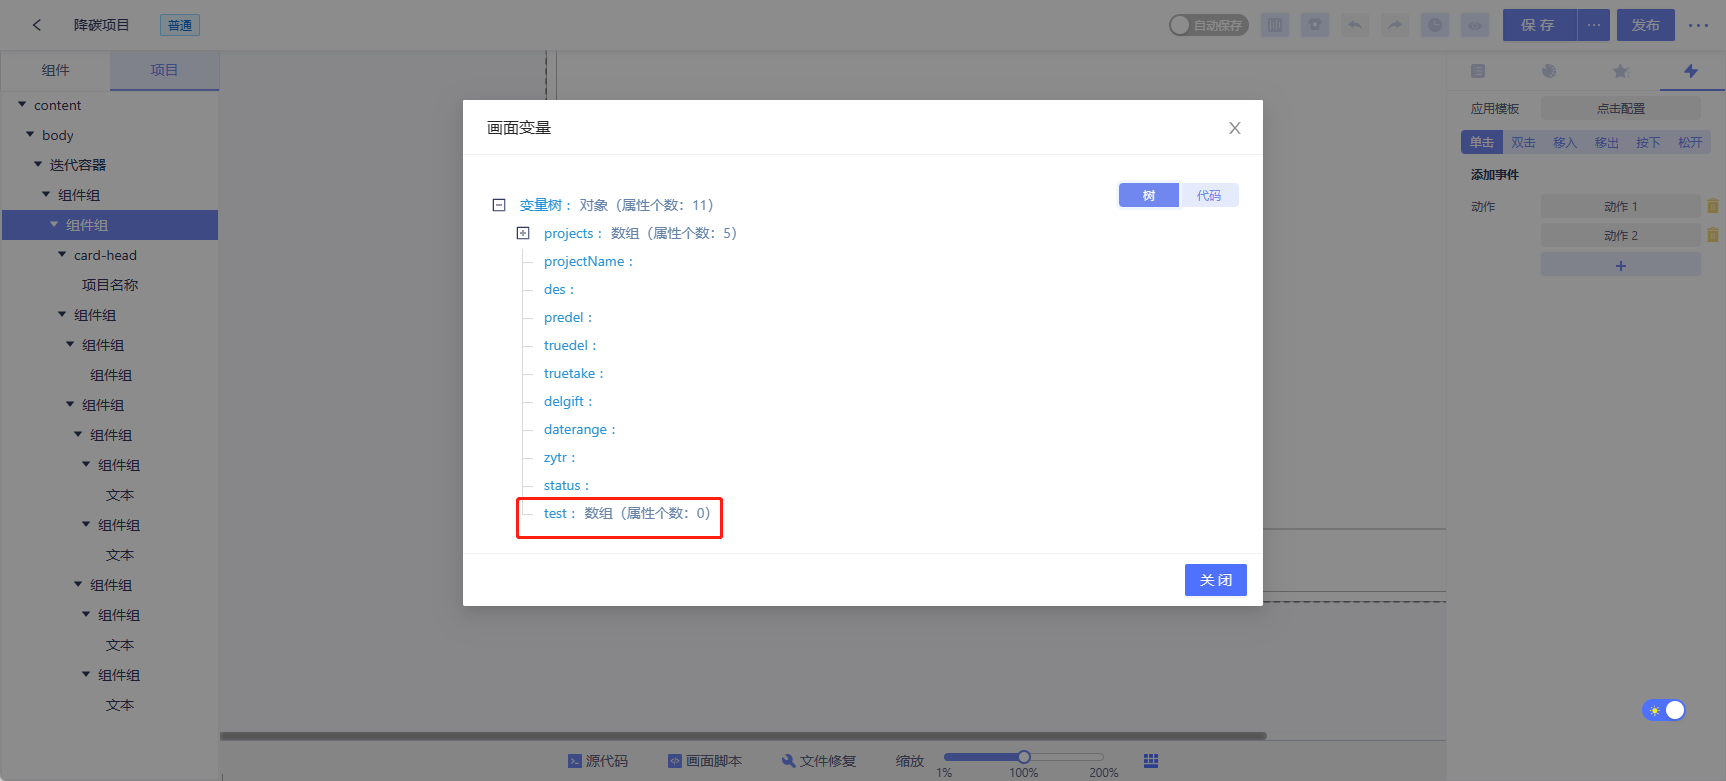 降碳项目 普通
自动保存 保 存 ··· 发布 ···
组件 项目
content
body
迭代容器
组件组
组件组
card-head
项目名称
组件组
组件组
组件组
组件组
组件组
组件组
文本
组件组
文本
组件组
组件组
文本
组件组
文本
画面变量
树 代码
变量树： 对象（属性个数：11）
projects： 数组（属性个数：5）
projectName：
des：
predel：
truedel：
truetake：
delgift：
daterange：
zytr：
status：
test： 数组（属性个数：0）
关 闭
应用模板 点击配置
单击 双击 移入 移出 按下 松开
添加事件
动作 动作 1
动作 2
+
源代码 画面脚本 文件修复 缩放
1% 100% 200%